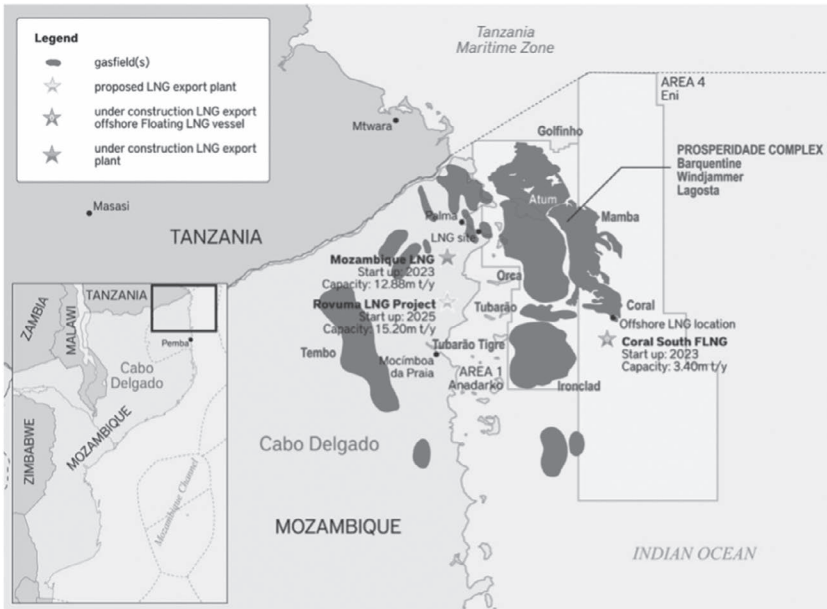 Legend
gasfield(s)
proposed LNG export plant
under construction LNG export
offshore Floating LNG vessel
under construction LNG export
plant
Tanzania
Maritime Zone
AREA 4
Eni
Mtwara
Golfinho
PROSPERIDADE COMPLEX
Barquentine
Windjammer
Lagosta
Masasi
Atum
Palma
Mamba
TANZANIA
LNG site
Mozambique LNG
Start up: 2023
Capacity: 12.88m t/y
Orca
Rovuma LNG Project
Start up: 2025
Capacity: 15.20m t/y
Tubarão
Coral
Offshore LNG location
Coral South FLNG
Start up: 2023
Capacity: 3.40m t/y
Tembo
Tubarão Tigre
Mocímboa
da Praia
AREA 1
Anadarko
Ironclad
Cabo Delgado
MOZAMBIQUE
INDIAN OCEAN
TANZANIA
ZAMBIA
MALAWI
Pemba
Cabo
Delgado
MOZAMBIQUE
ZIMBABWE
Mozambique Channel